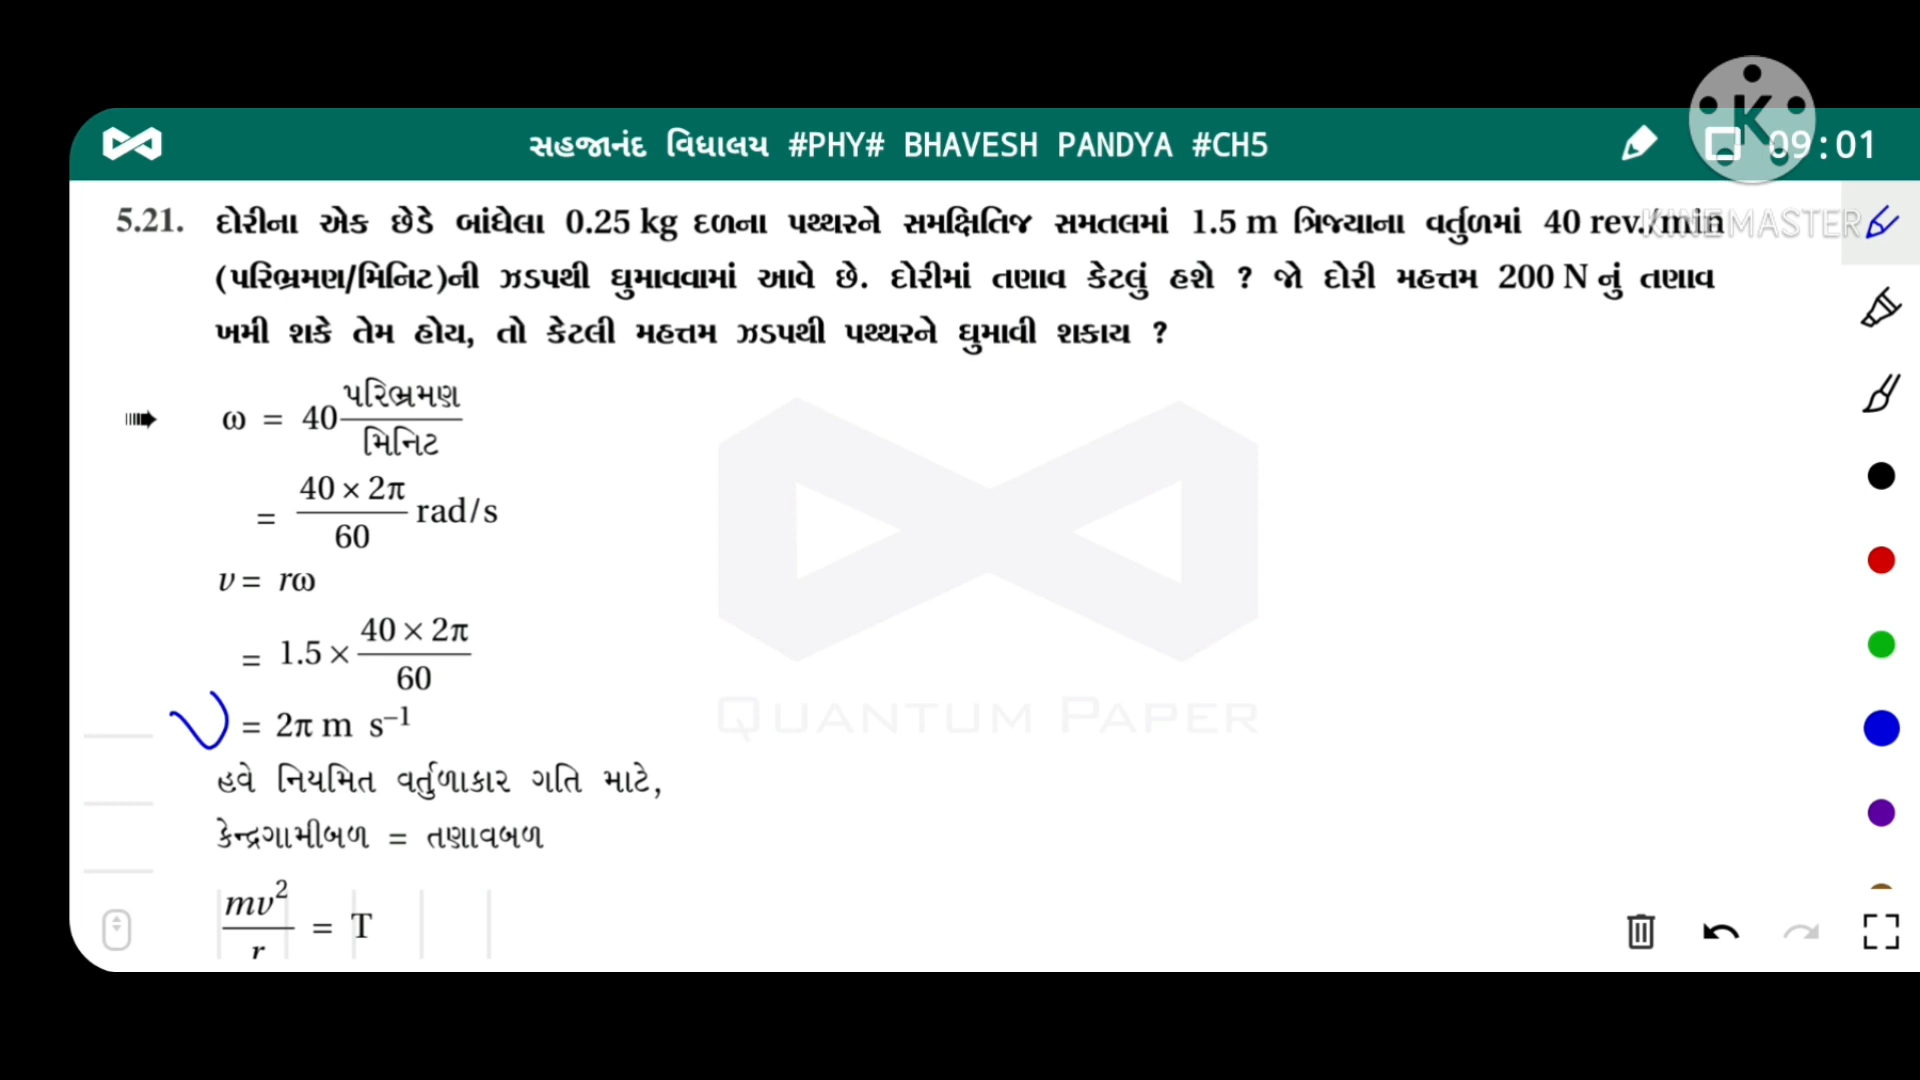 સહજાનંદ વિધાલય #PHY# BHAVESH PANDYA #CH5
09:01
K
KINEMASTER
5.21. દોરીના એક છેડે બાંધેલા 0.25 kg દળના પથ્થરને સમક્ષિતિજ સમતલમાં 1.5 m ત્રિજ્યાના વર્તુળમાં 40 rev./min
(પરિભ્રમણ/મિનિટ)ની ઝડપથી ઘુમાવવામાં આવે છે. દોરીમાં તણાવ કેટલું હશે ? જો દોરી મહત્તમ 200 N નું તણાવ
ખમી શકે તેમ હોય, તો કેટલી મહત્તમ ઝડપથી પથ્થરને ઘુમાવી શકાય ?
➠ ω = 40 પરિભ્રમણ/મિનિટ
= 40 × 2π/60 rad/s
υ = rω
= 1.5 × 40 × 2π/60
υ = 2π m s⁻¹
હવે નિયમિત વર્તુળાકાર ગતિ માટે,
કેન્દ્રગામીબળ = તણાવબળ
mυ²/r = T
QUANTUM PAPER